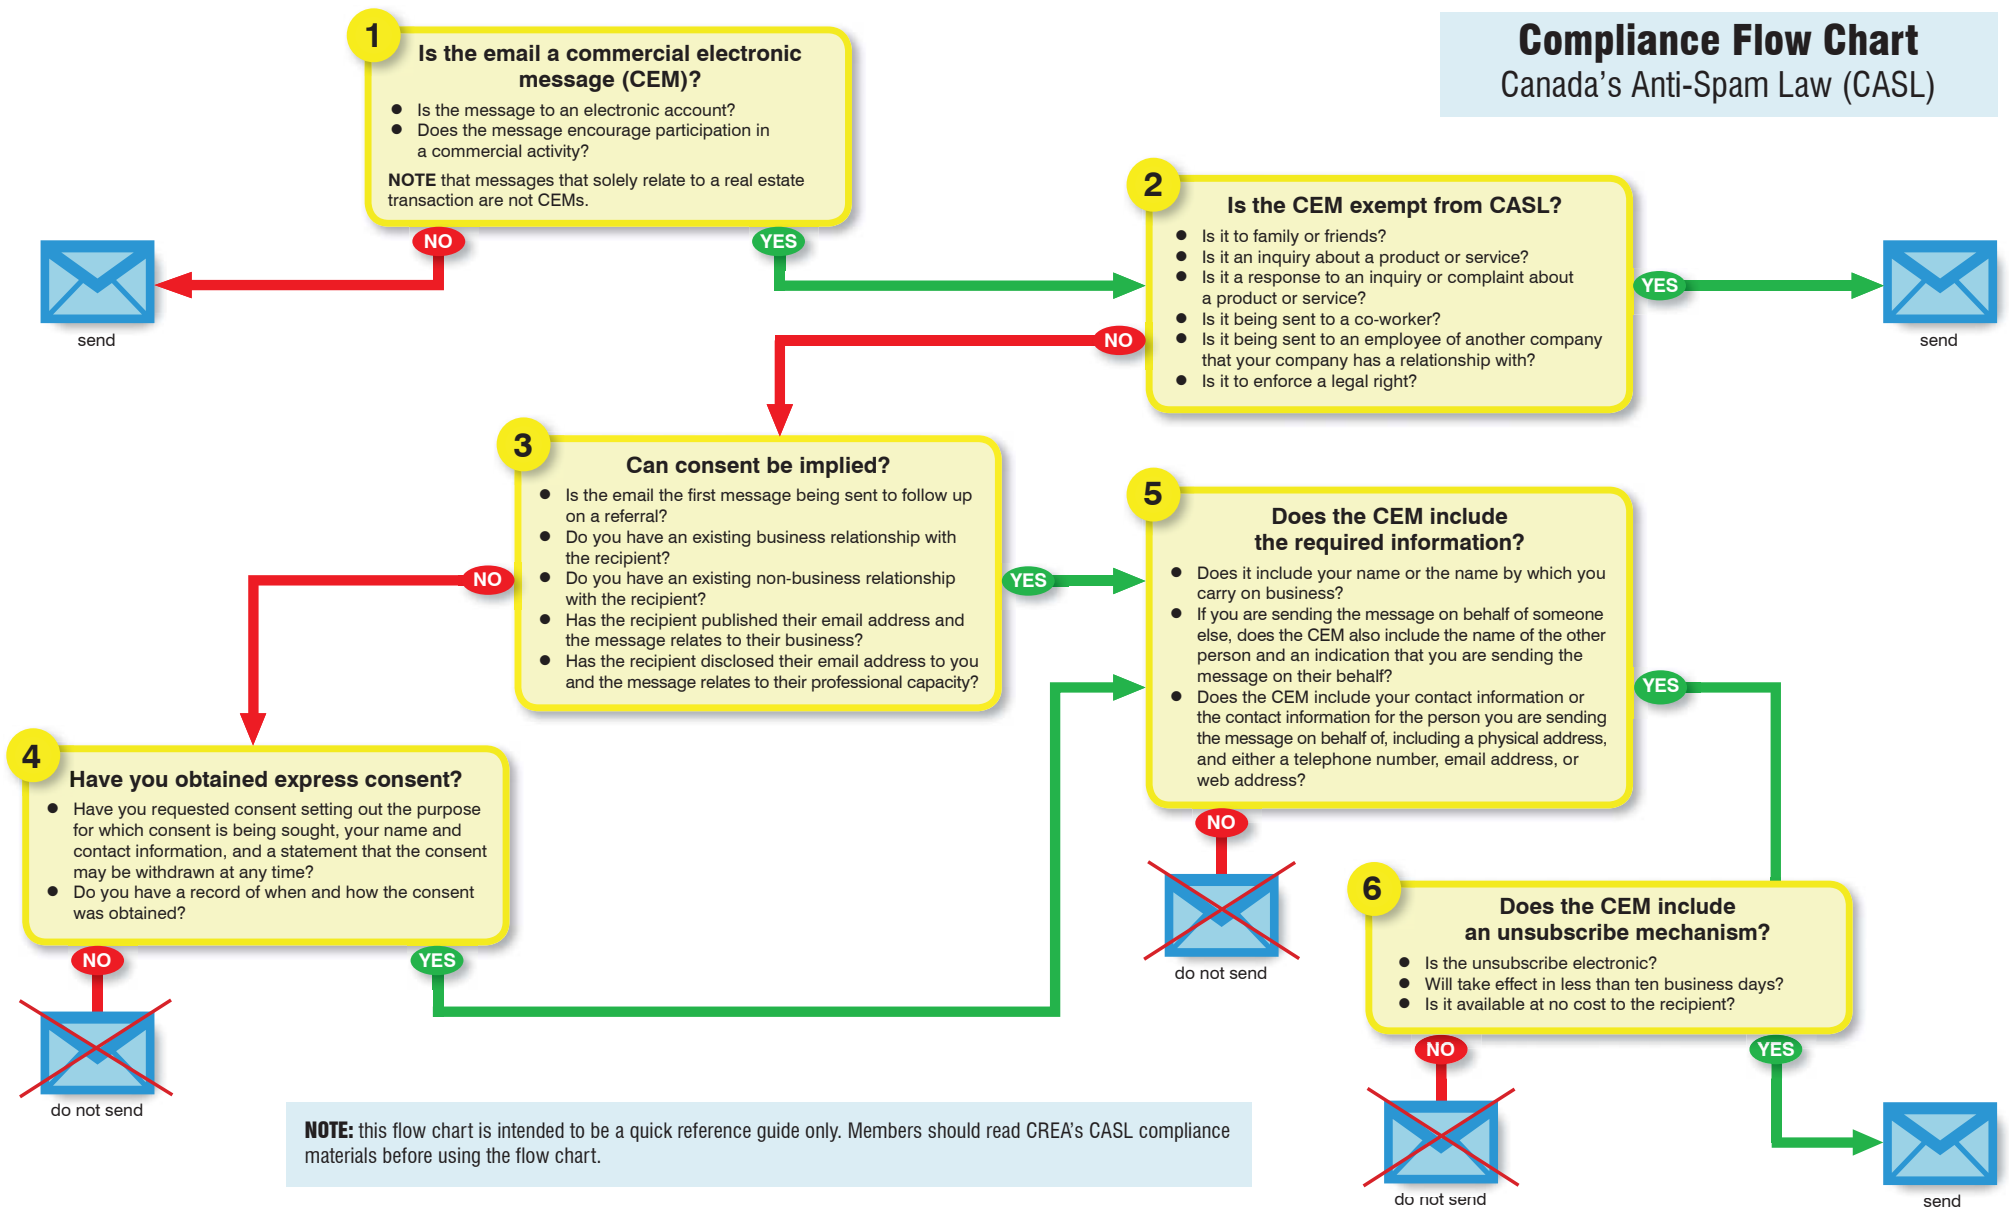 Compliance Flow Chart
Canada's Anti-Spam Law (CASL)
1
Is the email a commercial electronic
message (CEM)?
● Is the message to an electronic account?
● Does the message encourage participation in
a commercial activity?
NOTE that messages that solely relate to a real estate
transaction are not CEMs.
NO
YES
send
2
Is the CEM exempt from CASL?
● Is it to family or friends?
● Is it an inquiry about a product or service?
● Is it a response to an inquiry or complaint about
a product or service?
● Is it being sent to a co-worker?
● Is it being sent to an employee of another company
that your company has a relationship with?
● Is it to enforce a legal right?
YES
send
NO
3
Can consent be implied?
● Is the email the first message being sent to follow up
on a referral?
● Do you have an existing business relationship with
the recipient?
● Do you have an existing non-business relationship
with the recipient?
● Has the recipient published their email address and
the message relates to their business?
● Has the recipient disclosed their email address to you
and the message relates to their professional capacity?
NO
YES
4
Have you obtained express consent?
● Have you requested consent setting out the purpose
for which consent is being sought, your name and
contact information, and a statement that the consent
may be withdrawn at any time?
● Do you have a record of when and how the consent
was obtained?
NO
YES
do not send
5
Does the CEM include
the required information?
● Does it include your name or the name by which you
carry on business?
● If you are sending the message on behalf of someone
else, does the CEM also include the name of the other
person and an indication that you are sending the
message on their behalf?
● Does the CEM include your contact information or
the contact information for the person you are sending
the message on behalf of, including a physical address,
and either a telephone number, email address, or
web address?
YES
NO
do not send
6
Does the CEM include
an unsubscribe mechanism?
● Is the unsubscribe electronic?
● Will take effect in less than ten business days?
● Is it available at no cost to the recipient?
NO
YES
do not send
send
NOTE: this flow chart is intended to be a quick reference guide only. Members should read CREA's CASL compliance
materials before using the flow chart.